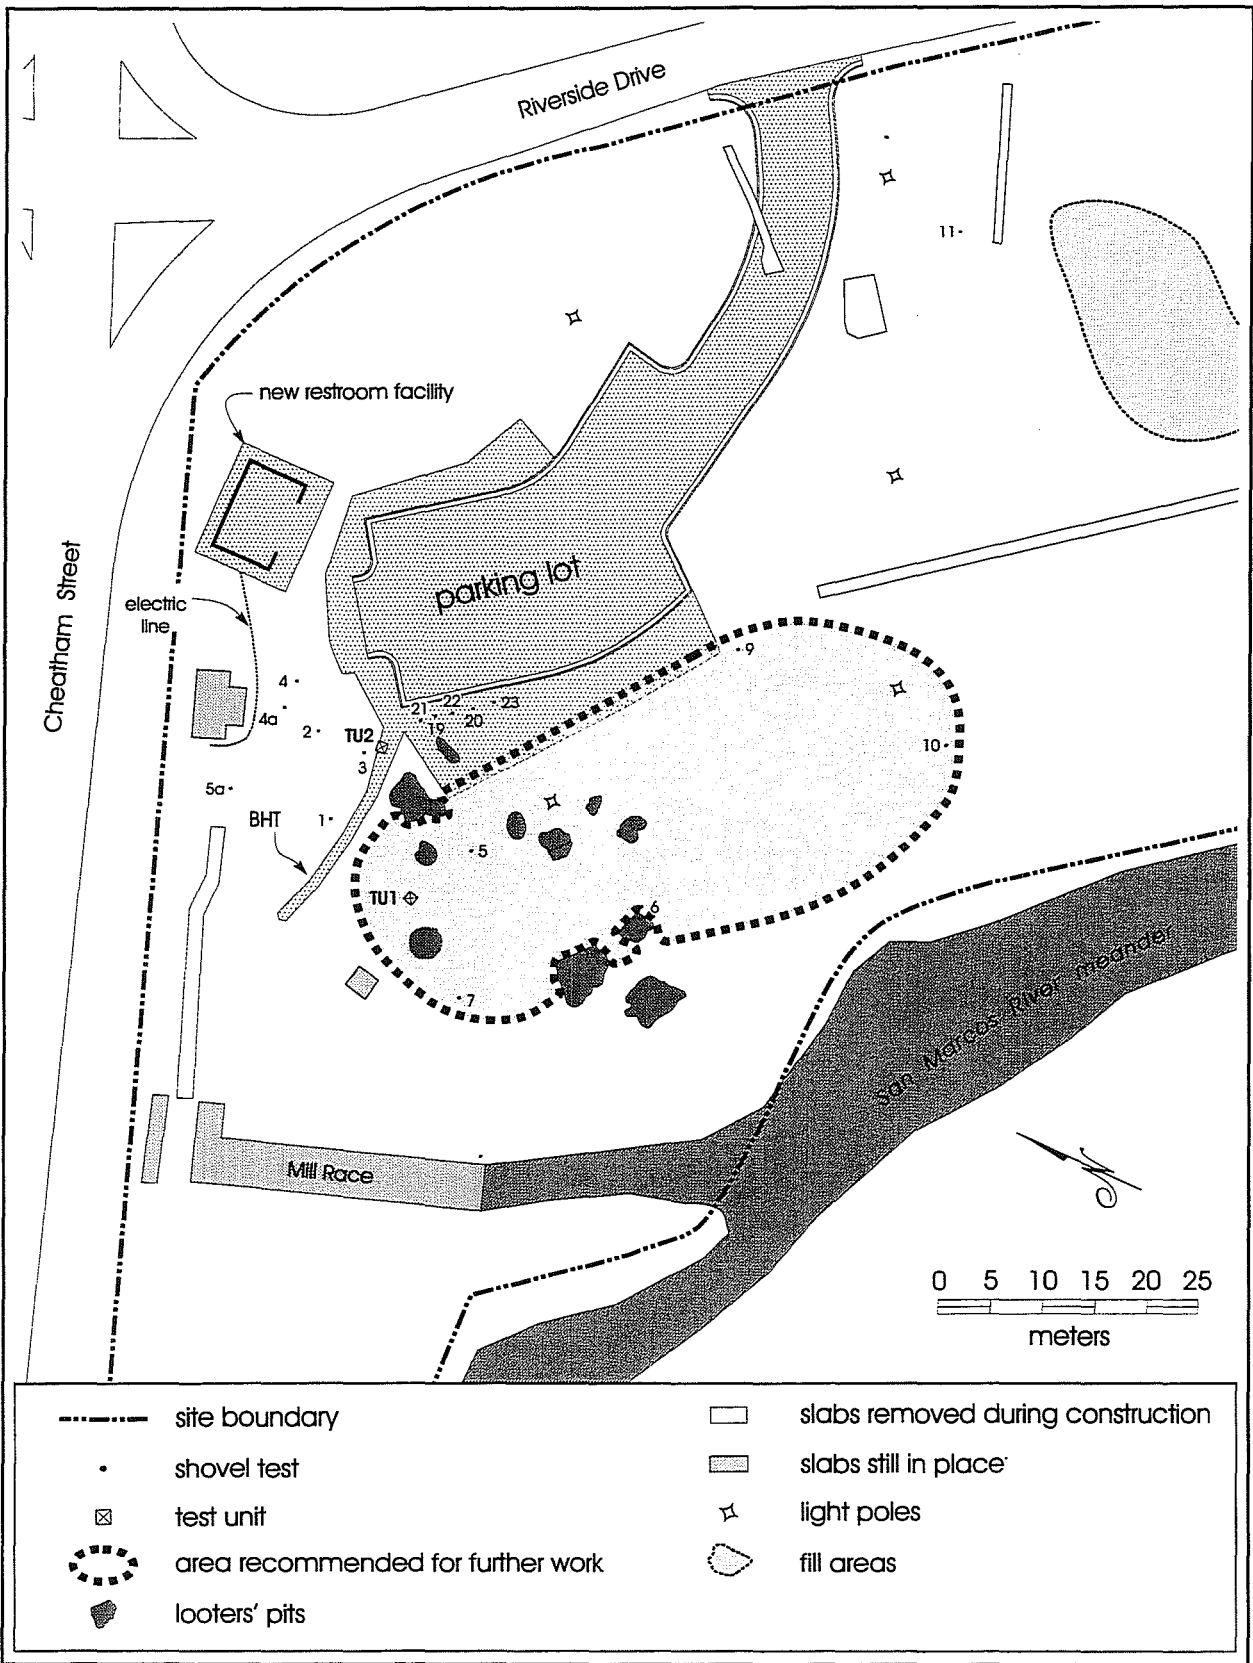 Riverside Drive
11
new restroom facility
parking lot
electric
line
Cheatham Street
9
4
4a
2
TU2
21
22
23
20
19
3
10
5a
BHT
1
5
TU1
6
7
San Marcos River meander
Mill Race
N
0 5 10 15 20 25
meters
site boundary
shovel test
test unit
area recommended for further work
looters' pits
slabs removed during construction
slabs still in place
light poles
fill areas